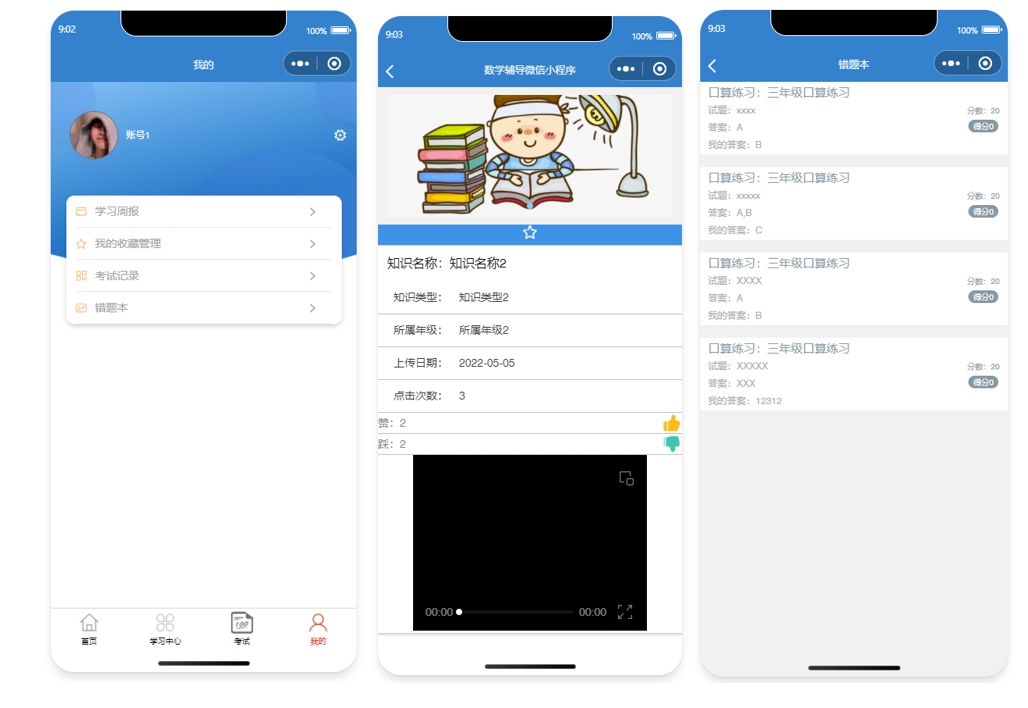 9:02
100%
我的
账号1
学习周报
我的收藏管理
考试记录
错题本
首页
学习中心
考试
我的
9:03
100%
数学辅导微信小程序
知识名称：知识名称2
知识类型： 知识类型2
所属年级： 所属年级2
上传日期： 2022-05-05
点击次数： 3
赞：2
踩：2
00:00 00:00
9:03
100%
错题本
口算练习：三年级口算练习
试题：xxxx 分数：20
答案：A 得分0
我的答案：B
口算练习：三年级口算练习
试题：xxxxx 分数：20
答案：A,B 得分0
我的答案：C
口算练习：三年级口算练习
试题：XXXX 分数：20
答案：A 得分0
我的答案：B
口算练习：三年级口算练习
试题：XXXXX 分数：20
答案：XXX 得分0
我的答案：12312